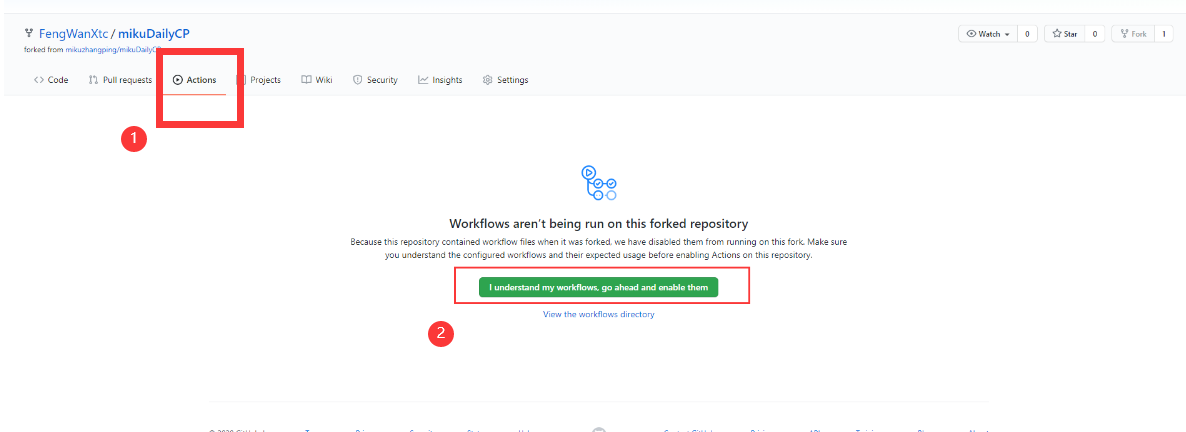 FengWanXtc / mikuDailyCP
Watch 0 Star 0 Fork 1
forked from mikuzhangping/mikuDailyCP
Code Pull requests Actions Projects Wiki Security Insights Settings
1
Workflows aren't being run on this forked repository
Because this repository contained workflow files when it was forked, we have disabled them from running on this fork. Make sure
you understand the configured workflows and their expected usage before enabling Actions on this repository.
I understand my workflows, go ahead and enable them
View the workflows directory
2